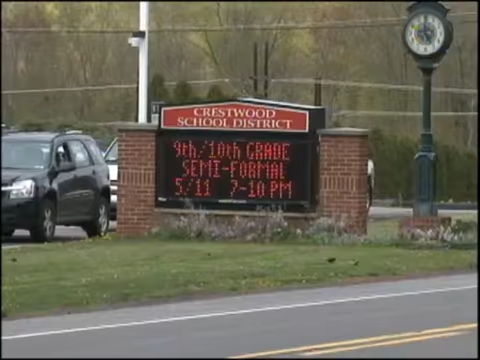 CRESTWOOD
SCHOOL DISTRICT
9th/10th GRADE
SEMI-FORMAL
5/11 7-10 PM